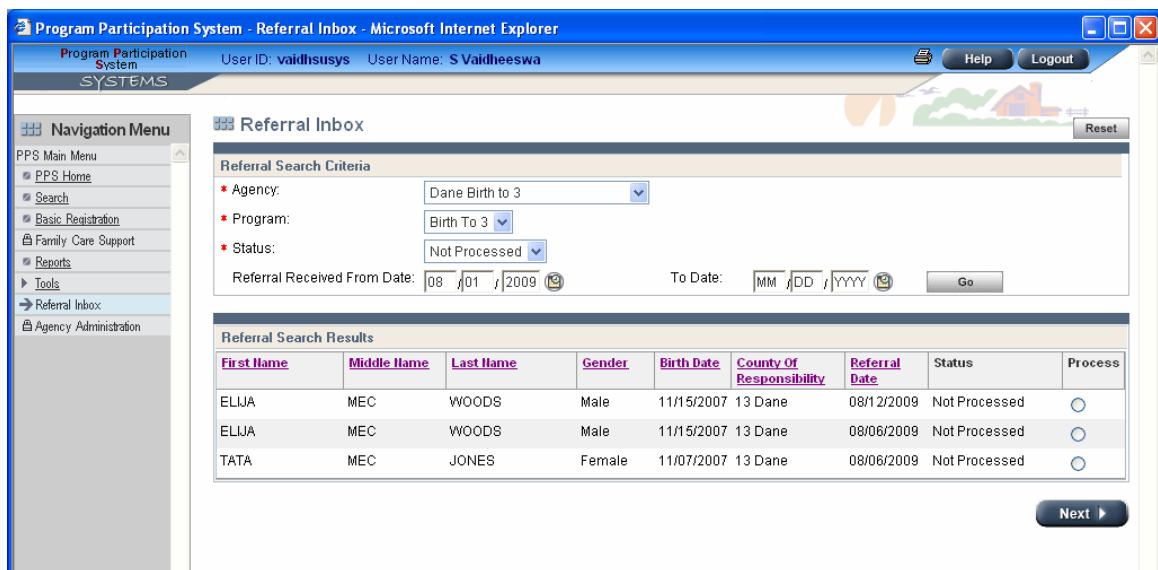 Program Participation System - Referral Inbox - Microsoft Internet Explorer
Program Participation
System
SYSTEMS
User ID: vaidhsusys User Name: S Vaidheeswa
Help
Logout
Navigation Menu
PPS Main Menu
PPS Home
Search
Basic Registration
Family Care Support
Reports
Tools
Referral Inbox
Agency Administration
Referral Inbox
Reset
Referral Search Criteria
* Agency: Dane Birth to 3
* Program: Birth To 3
* Status: Not Processed
Referral Received From Date: 08 / 01 / 2009 To Date: MM / DD / YYYY Go
Referral Search Results
First Name Middle Name Last Name Gender Birth Date County Of Responsibility Referral Date Status Process
ELIJA MEC WOODS Male 11/15/2007 13 Dane 08/12/2009 Not Processed
ELIJA MEC WOODS Male 11/15/2007 13 Dane 08/06/2009 Not Processed
TATA MEC JONES Female 11/07/2007 13 Dane 08/06/2009 Not Processed
Next